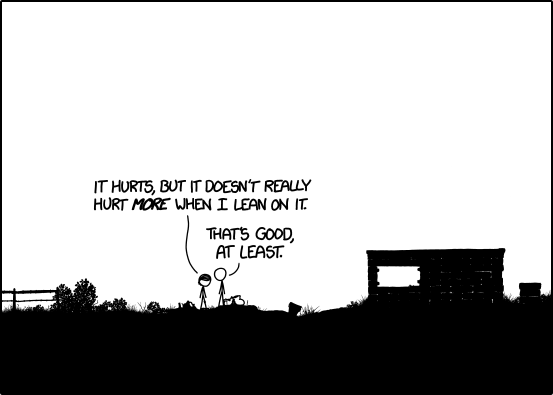 IT HURTS, BUT IT DOESN'T REALLY
HURT MORE WHEN I LEAN ON IT.
THAT'S GOOD,
AT LEAST.